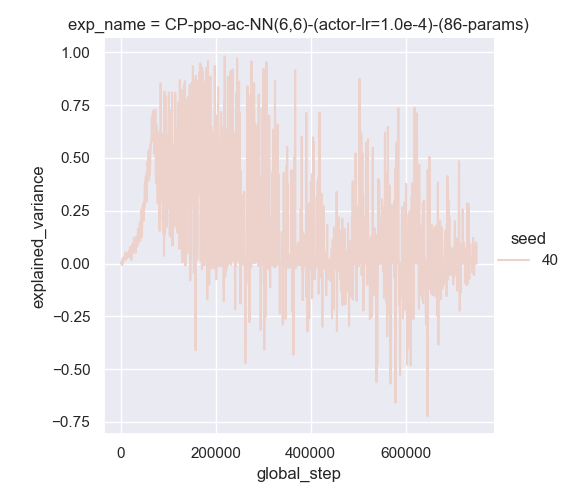 exp_name = CP-ppo-ac-NN(6,6)-(actor-lr=1.0e-4)-(86-params)
1.00
0.75
0.50
0.25
0.00
−0.25
−0.50
−0.75
explained_variance
0 200000 400000 600000
global_step
seed
40